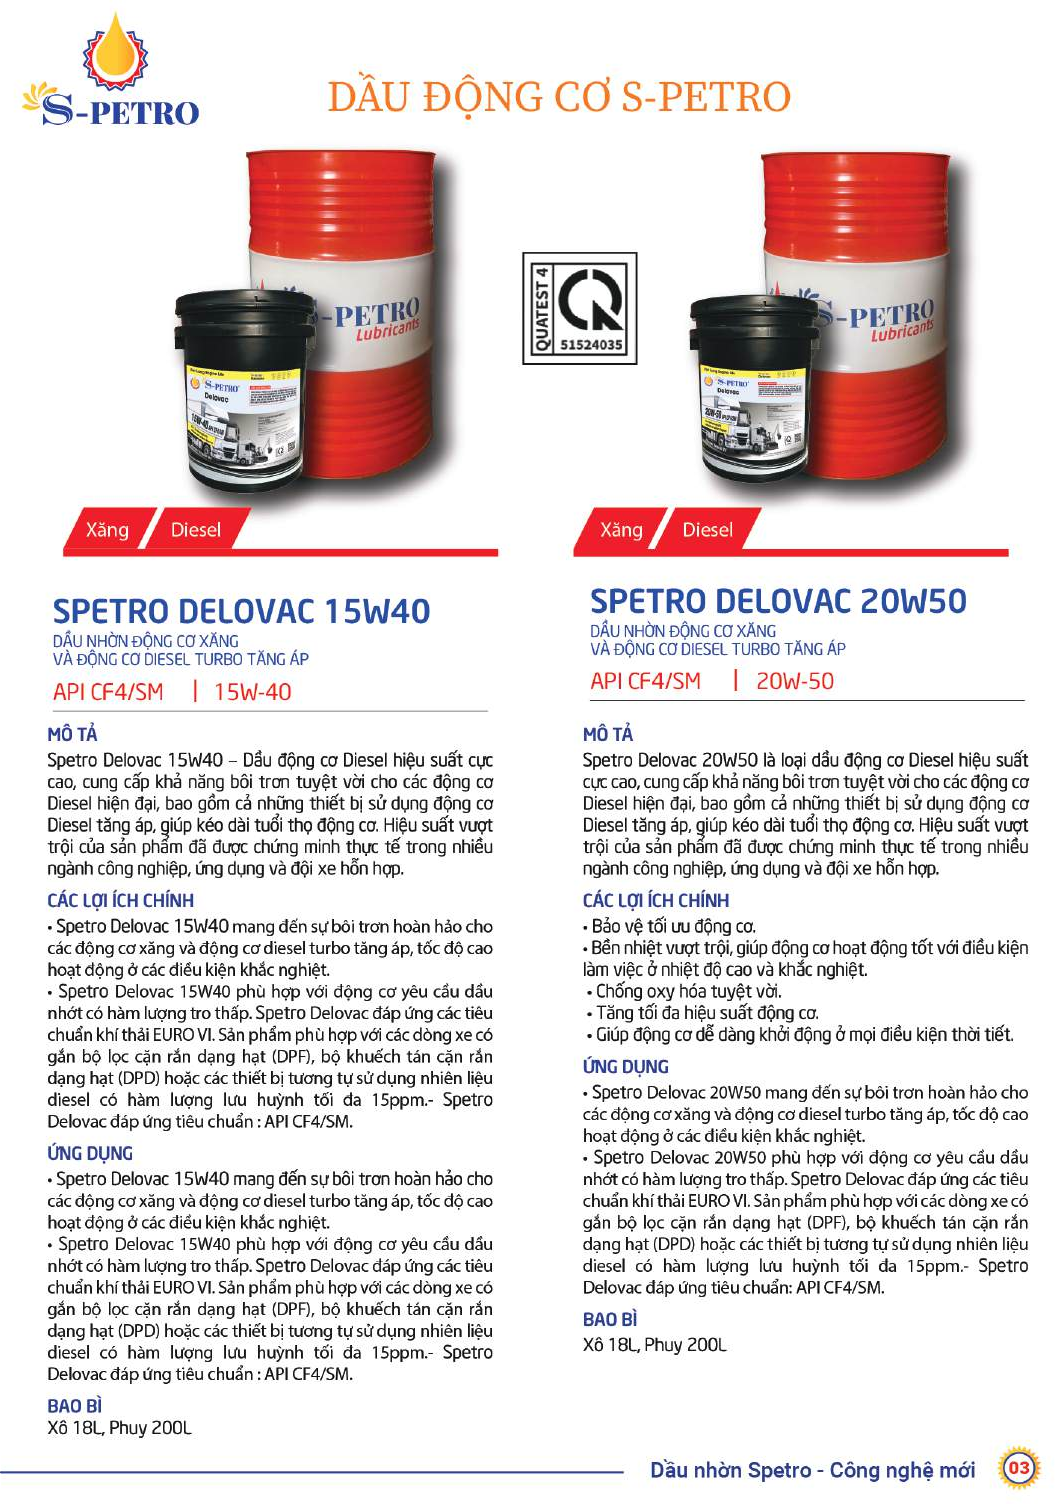 S-PETRO
DẦU ĐỘNG CƠ S-PETRO
S-PETRO
Lubricants
S-PETRO
Delovac
15W-40
QUATEST 4
51524035
S-PETRO
Lubricants
S-PETRO
Delovac
20W-50
Xăng
Diesel
SPETRO DELOVAC 15W40
DẦU NHỜN ĐỘNG CƠ XĂNG
VÀ ĐỘNG CƠ DIESEL TURBO TĂNG ÁP
API CF4/SM | 15W-40
MÔ TẢ
Spetro Delovac 15W40 – Dầu động cơ Diesel hiệu suất cực
cao, cung cấp khả năng bôi trơn tuyệt vời cho các động cơ
Diesel hiện đại, bao gồm cả những thiết bị sử dụng động cơ
Diesel tăng áp, giúp kéo dài tuổi thọ động cơ. Hiệu suất vượt
trội của sản phẩm đã được chứng minh thực tế trong nhiều
ngành công nghiệp, ứng dụng và đội xe hỗn hợp.
CÁC LỢI ÍCH CHÍNH
• Spetro Delovac 15W40 mang đến sự bôi trơn hoàn hảo cho
các động cơ xăng và động cơ diesel turbo tăng áp, tốc độ cao
hoạt động ở các điều kiện khắc nghiệt.
• Spetro Delovac 15W40 phù hợp với động cơ yêu cầu dầu
nhớt có hàm lượng tro thấp. Spetro Delovac đáp ứng các tiêu
chuẩn khí thải EURO VI. Sản phẩm phù hợp với các dòng xe có
gắn bộ lọc cặn rắn dạng hạt (DPF), bộ khuếch tán cặn rắn
dạng hạt (DPD) hoặc các thiết bị tương tự sử dụng nhiên liệu
diesel có hàm lượng lưu huỳnh tối đa 15ppm.- Spetro
Delovac đáp ứng tiêu chuẩn : API CF4/SM.
ỨNG DỤNG
• Spetro Delovac 15W40 mang đến sự bôi trơn hoàn hảo cho
các động cơ xăng và động cơ diesel turbo tăng áp, tốc độ cao
hoạt động ở các điều kiện khắc nghiệt.
• Spetro Delovac 15W40 phù hợp với động cơ yêu cầu dầu
nhớt có hàm lượng tro thấp. Spetro Delovac đáp ứng các tiêu
chuẩn khí thải EURO VI. Sản phẩm phù hợp với các dòng xe có
gắn bộ lọc cặn rắn dạng hạt (DPF), bộ khuếch tán cặn rắn
dạng hạt (DPD) hoặc các thiết bị tương tự sử dụng nhiên liệu
diesel có hàm lượng lưu huỳnh tối đa 15ppm.- Spetro
Delovac đáp ứng tiêu chuẩn : API CF4/SM.
BAO BÌ
Xô 18L, Phuy 200L
Xăng
Diesel
SPETRO DELOVAC 20W50
DẦU NHỜN ĐỘNG CƠ XĂNG
VÀ ĐỘNG CƠ DIESEL TURBO TĂNG ÁP
API CF4/SM | 20W-50
MÔ TẢ
Spetro Delovac 20W50 là loại dầu động cơ Diesel hiệu suất
cực cao, cung cấp khả năng bôi trơn tuyệt vời cho các động cơ
Diesel hiện đại, bao gồm cả những thiết bị sử dụng động cơ
Diesel tăng áp, giúp kéo dài tuổi thọ động cơ. Hiệu suất vượt
trội của sản phẩm đã được chứng minh thực tế trong nhiều
ngành công nghiệp, ứng dụng và đội xe hỗn hợp.
CÁC LỢI ÍCH CHÍNH
• Bảo vệ tối ưu động cơ.
• Bền nhiệt vượt trội, giúp động cơ hoạt động tốt với điều kiện
làm việc ở nhiệt độ cao và khắc nghiệt.
• Chống oxy hóa tuyệt vời.
• Tăng tối đa hiệu suất động cơ.
• Giúp động cơ dễ dàng khởi động ở mọi điều kiện thời tiết.
ỨNG DỤNG
• Spetro Delovac 20W50 mang đến sự bôi trơn hoàn hảo cho
các động cơ xăng và động cơ diesel turbo tăng áp, tốc độ cao
hoạt động ở các điều kiện khắc nghiệt.
• Spetro Delovac 20W50 phù hợp với động cơ yêu cầu dầu
nhớt có hàm lượng tro thấp. Spetro Delovac đáp ứng các tiêu
chuẩn khí thải EURO VI. Sản phẩm phù hợp với các dòng xe có
gắn bộ lọc cặn rắn dạng hạt (DPF), bộ khuếch tán cặn rắn
dạng hạt (DPD) hoặc các thiết bị tương tự sử dụng nhiên liệu
diesel có hàm lượng lưu huỳnh tối đa 15ppm.- Spetro
Delovac đáp ứng tiêu chuẩn: API CF4/SM.
BAO BÌ
Xô 18L, Phuy 200L
Dầu nhờn Spetro - Công nghệ mới
03